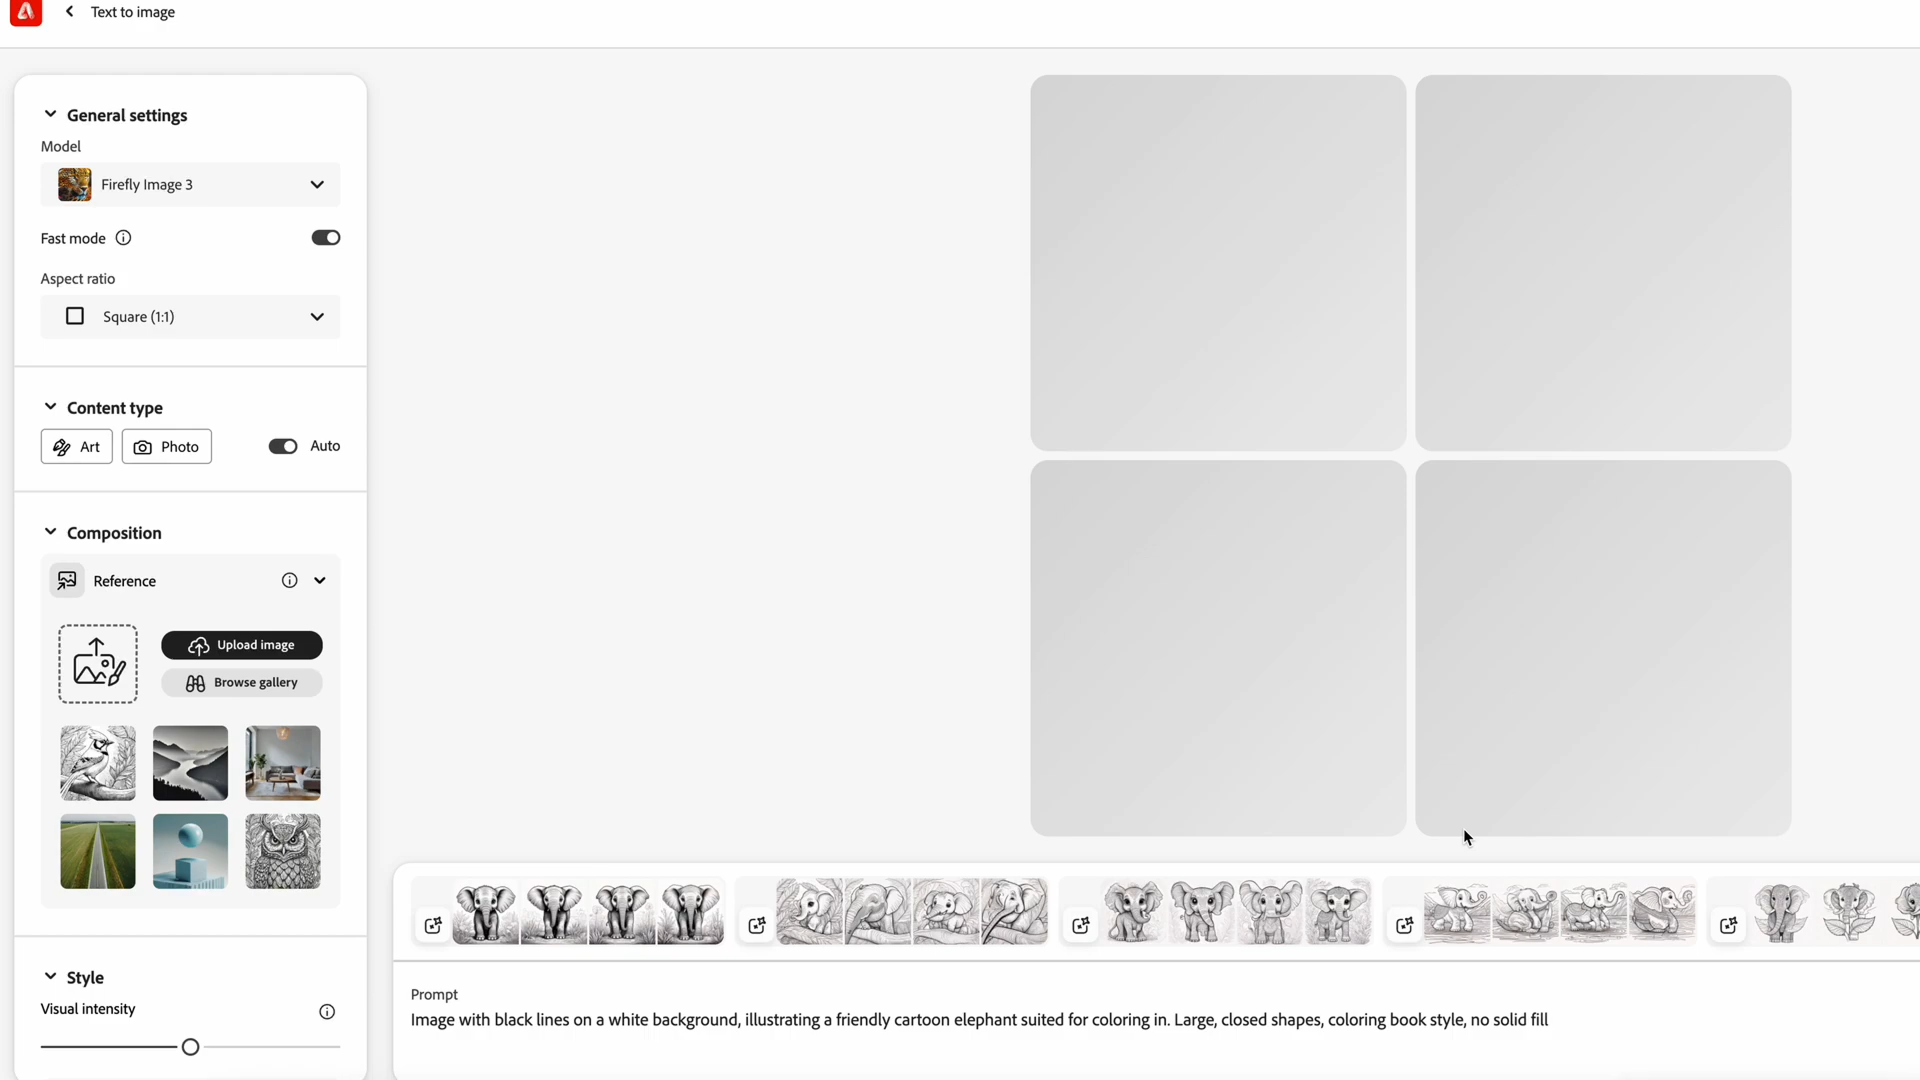 Text to image
General settings
Model
Firefly Image 3
Fast mode
Aspect ratio
Square (1:1)
Content type
Art
Photo
Auto
Composition
Reference
Upload image
Browse gallery
Style
Visual intensity
Prompt
Image with black lines on a white background, illustrating a friendly cartoon elephant suited for coloring in. Large, closed shapes, coloring book style, no solid fill